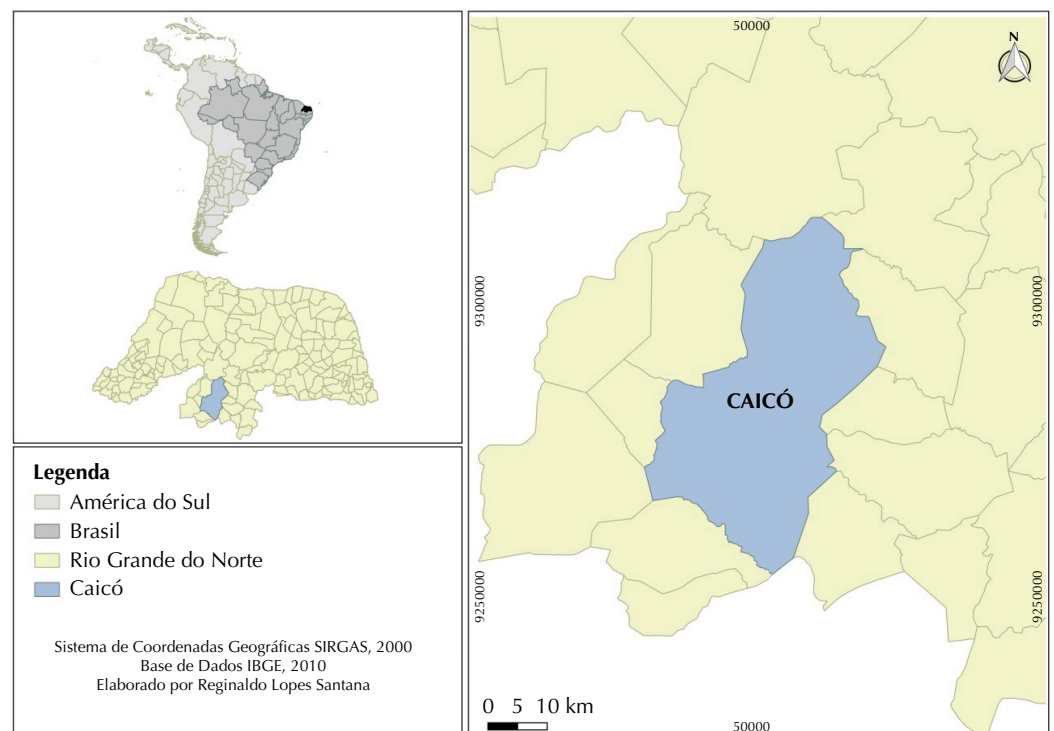 Legenda
América do Sul
Brasil
Rio Grande do Norte
Caicó
Sistema de Coordenadas Geográficas SIRGAS, 2000
Base de Dados IBGE, 2010
Elaborado por Reginaldo Lopes Santana
50000
N
9300000
9300000
CAICÓ
9250000
9250000
0 5 10 km
50000